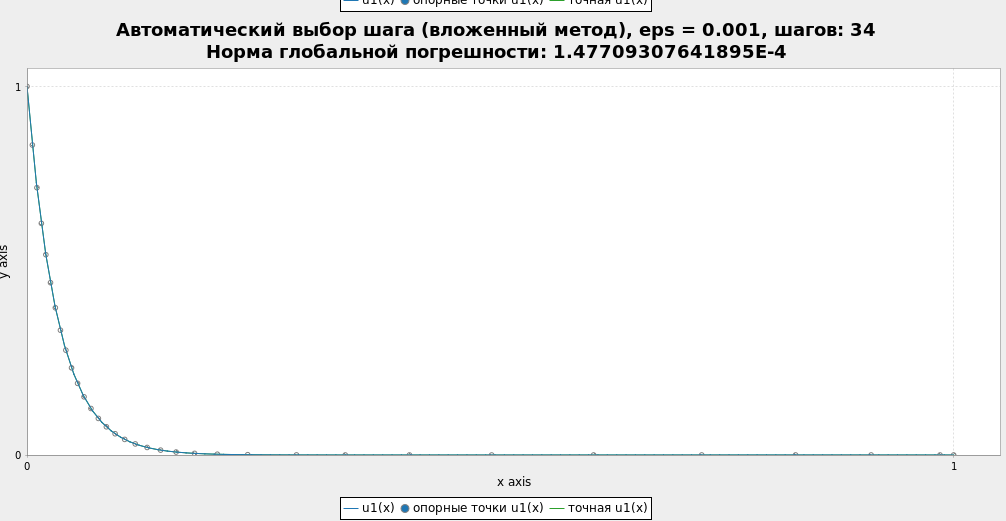 u1(x) опорные точки u1(x) точная u1(x)
Автоматический выбор шага (вложенный метод), eps = 0.001, шагов: 34
Норма глобальной погрешности: 1.47709307641895E-4
1
y axis
0
0 1
x axis
u1(x) опорные точки u1(x) точная u1(x)